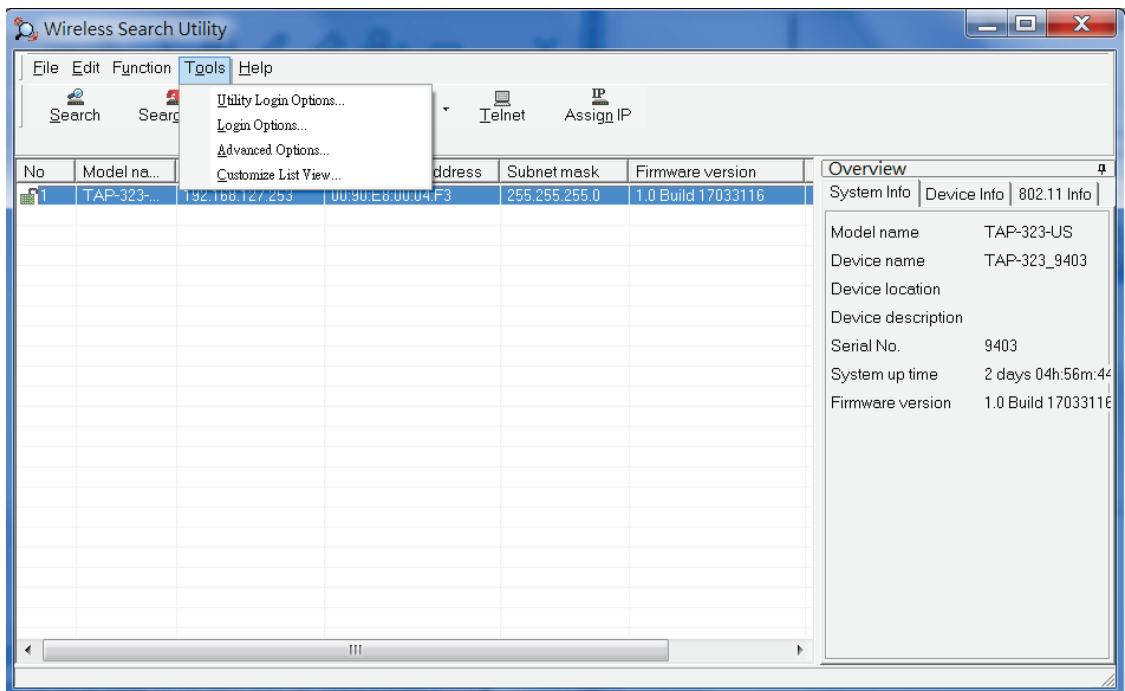 Wireless Search Utility
File Edit Function Tools Help
Utility Login Options...
Login Options...
Advanced Options...
Customize List View...
Search Searc Telnet IP Assign IP
No Model na... ddress Subnet mask Firmware version
1 TAP-323-... 192.168.127.253 00:90:E8:00:04:F3 255.255.255.0 1.0 Build 17033116
Overview
System Info Device Info 802.11 Info
Model name TAP-323-US
Device name TAP-323_9403
Device location
Device description
Serial No. 9403
System up time 2 days 04h:56m:44
Firmware version 1.0 Build 17033116